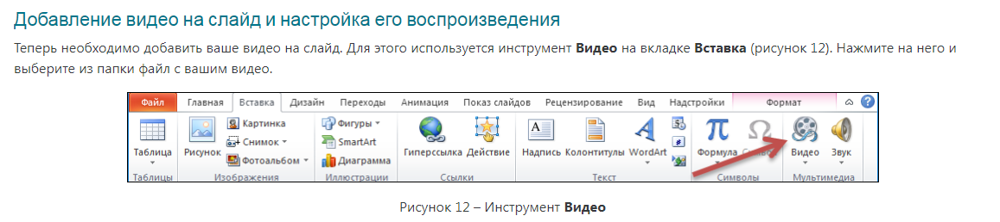 Добавление видео на слайд и настройка его воспроизведения
Теперь необходимо добавить ваше видео на слайд. Для этого используется инструмент Видео на вкладке Вставка (рисунок 12). Нажмите на него и
выберите из папки файл с вашим видео.
Файл Главная Вставка Дизайн Переходы Анимация Показ слайдов Рецензирование Вид Надстройки Формат
Картинка Фигуры
Снимок SmartArt
Таблица Рисунок Фотоальбом Диаграмма Гиперссылка Действие Надпись Колонтитулы WordArt Формула Видео Звук
Таблицы Изображения Иллюстрации Ссылки Текст Символы Мультимедиа
Рисунок 12 – Инструмент Видео